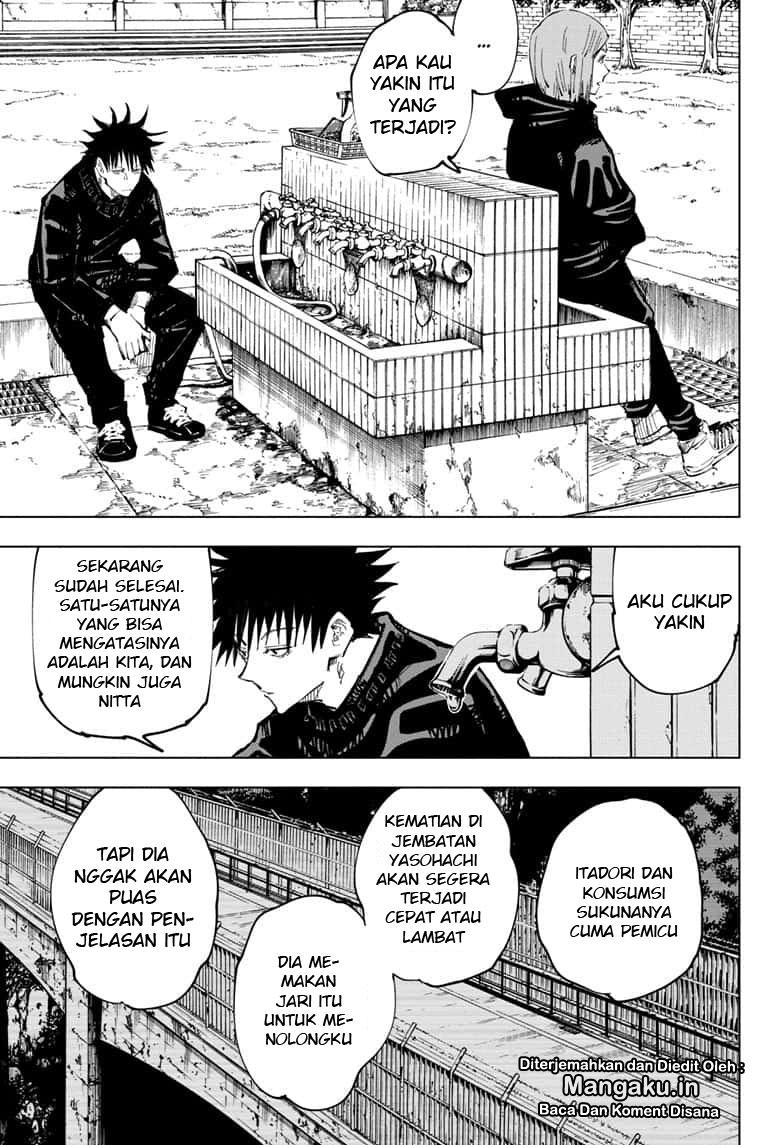 ...
APA KAU
YAKIN ITU
YANG
TERJADI?
AKU CUKUP
YAKIN
SEKARANG
SUDAH SELESAI.
SATU-SATUNYA
YANG BISA
MENGATASINYA
ADALAH KITA, DAN
MUNGKIN JUGA
NITTA
ITADORI DAN
KONSUMSI
SUKUNANYA
CUMA PEMICU
KEMATIAN DI
JEMBATAN
YASOHACHI
AKAN SEGERA
TERJADI
CEPAT ATAU
LAMBAT
DIA ME-
MAKAN
JARI ITU
UNTUK ME-
NOLONGKU
TAPI DIA
NGGAK AKAN
PUAS
DENGAN PEN-
JELASAN ITU
Diterjemahkan dan Diedit Oleh :
Mangaku.in
Baca Dan Koment Disana